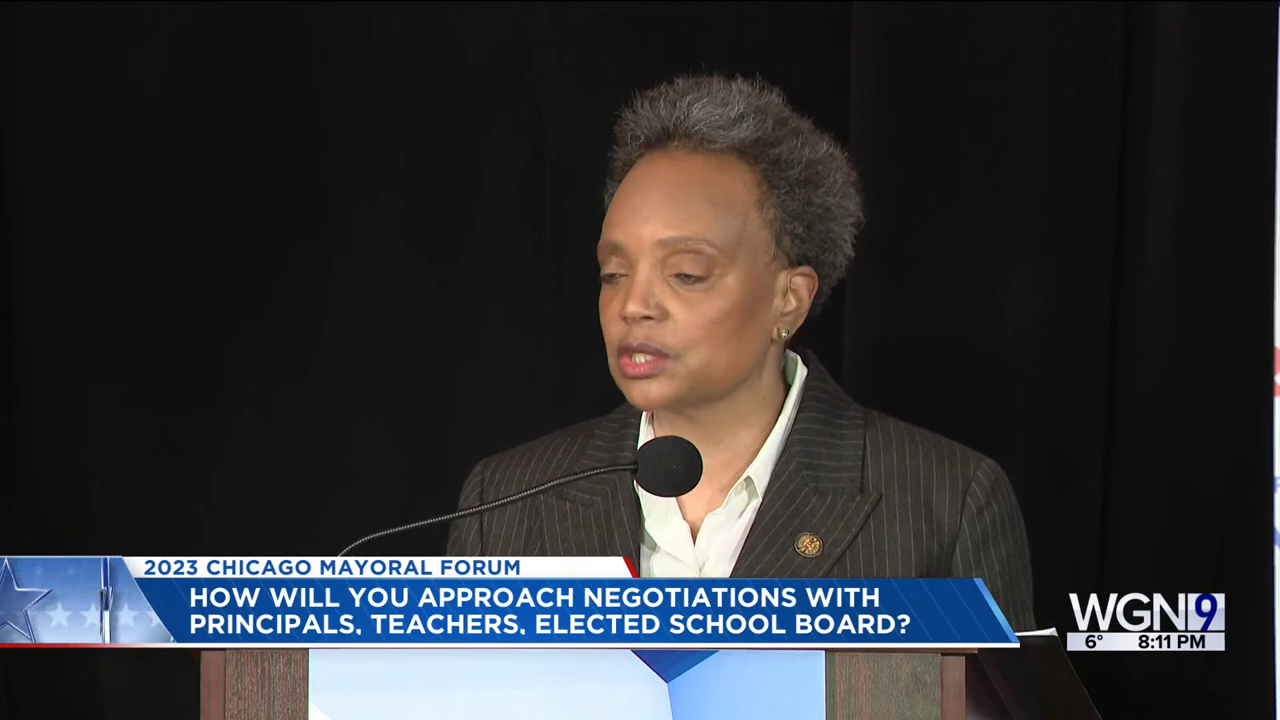 2023 CHICAGO MAYORAL FORUM
HOW WILL YOU APPROACH NEGOTIATIONS WITH
PRINCIPALS, TEACHERS, ELECTED SCHOOL BOARD?
WGN9
6° 8:11 PM